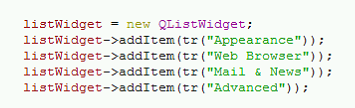 listWidget = new QListWidget;
listWidget->addItem(tr("Appearance"));
listWidget->addItem(tr("Web Browser"));
listWidget->addItem(tr("Mail & News"));
listWidget->addItem(tr("Advanced"));